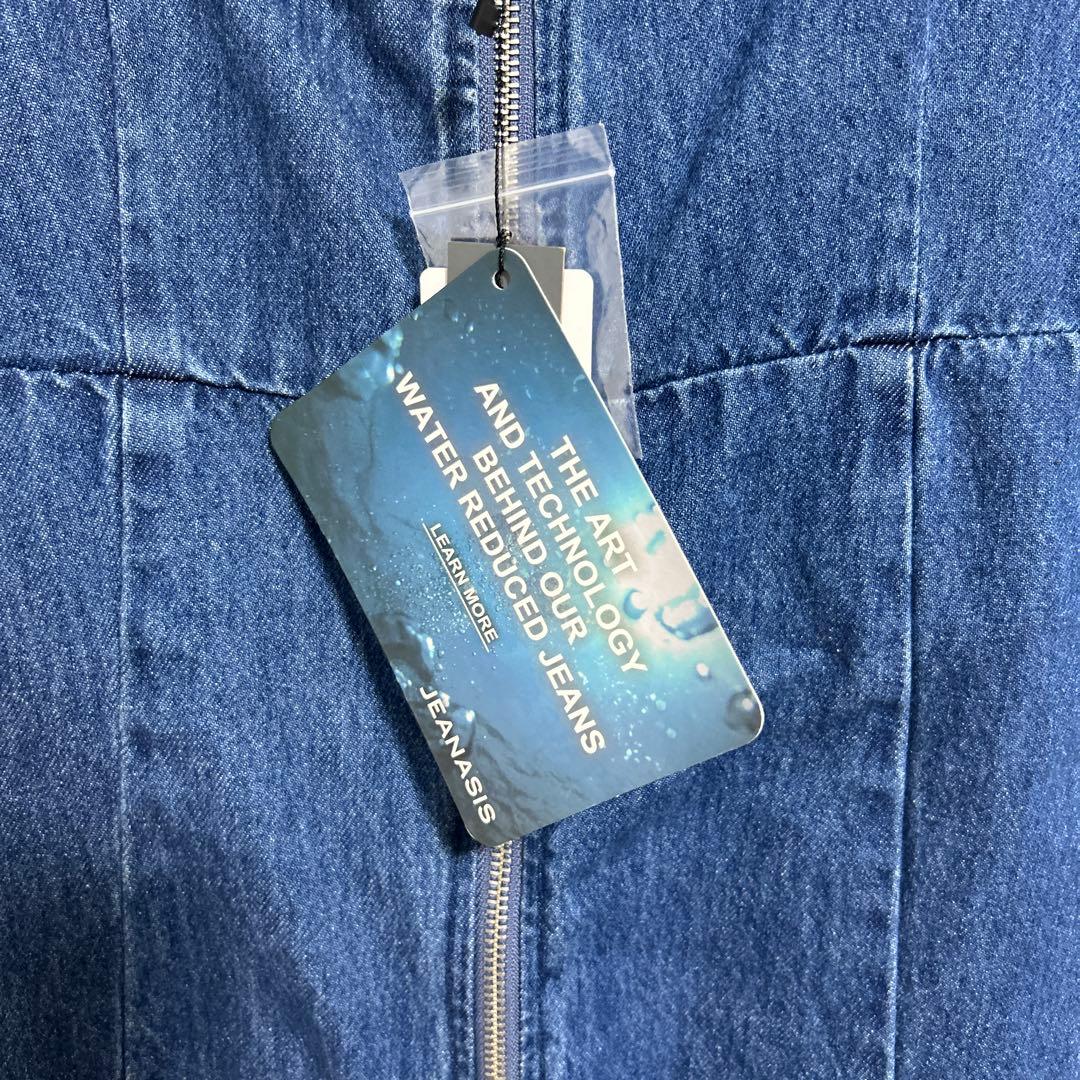 THE ART
AND TECHNOLOGY
BEHIND OUR
WATER REDUCED JEANS
LEARN MORE
JEANASIS